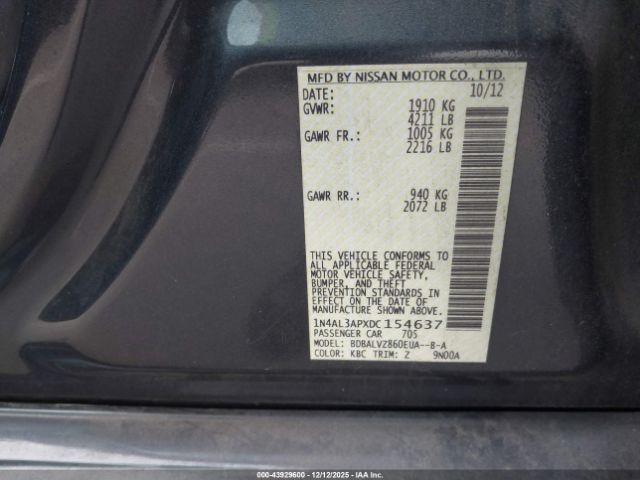 MFD BY NISSAN MOTOR CO., LTD.
DATE: 10/12
GVWR: 1910 KG
4211 LB
GAWR FR.: 1005 KG
2216 LB
GAWR RR.: 940 KG
2072 LB
THIS VEHICLE CONFORMS TO
ALL APPLICABLE FEDERAL
MOTOR VEHICLE SAFETY,
BUMPER, AND THEFT
PREVENTION STANDARDS IN
EFFECT ON THE DATE OF
MANUFACTURE SHOWN ABOVE.
1N4AL3APXDC 154637
PASSENGER CAR 705
MODEL: BDBALVZ860EUA--B-A
COLOR: KBC TRIM: Z 9N00A
000-43929600 - 12/12/2025 - IAA Inc.